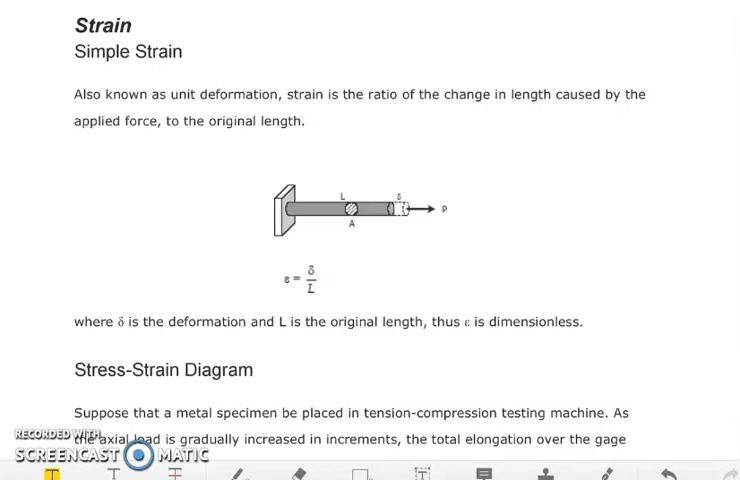 Strain
Simple Strain
Also known as unit deformation, strain is the ratio of the change in length caused by the
applied force, to the original length.
L δ
P
A
ε = δ
L
where δ is the deformation and L is the original length, thus ε is dimensionless.
Stress-Strain Diagram
Suppose that a metal specimen be placed in tension-compression testing machine. As
the axial load is gradually increased in increments, the total elongation over the gage
RECORDED WITH
SCREENCAST MATIC
T T T T